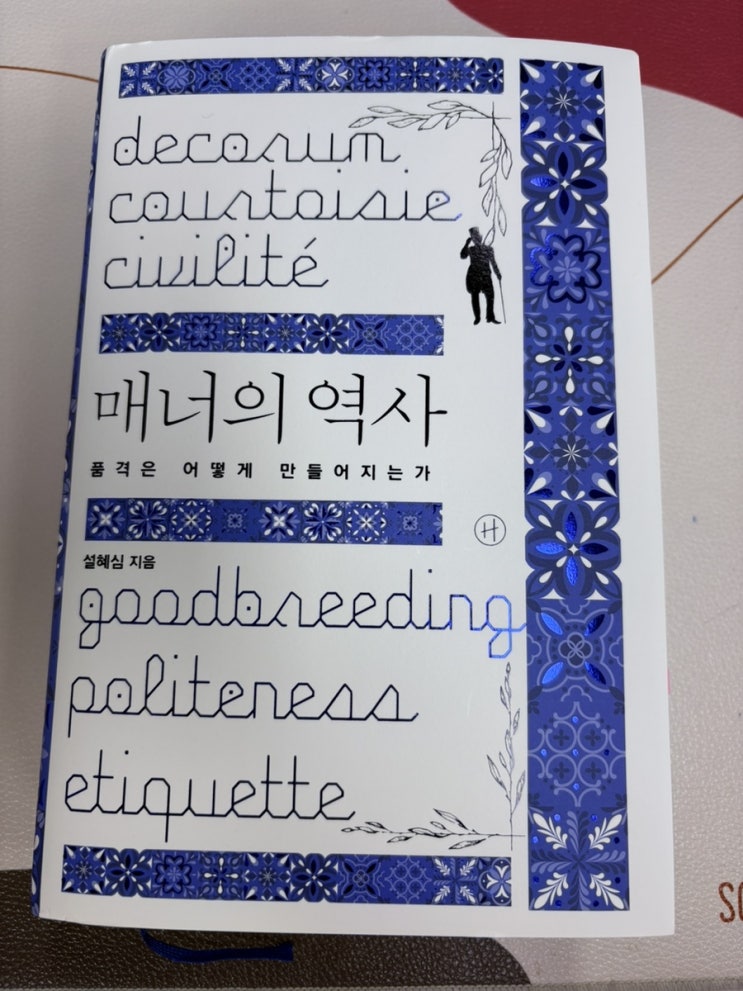 decorum
courtoisie
civilité
매너의 역사
품격은 어떻게 만들어지는가
H
설혜심 지음
goodbreeding
politeness
etiquette